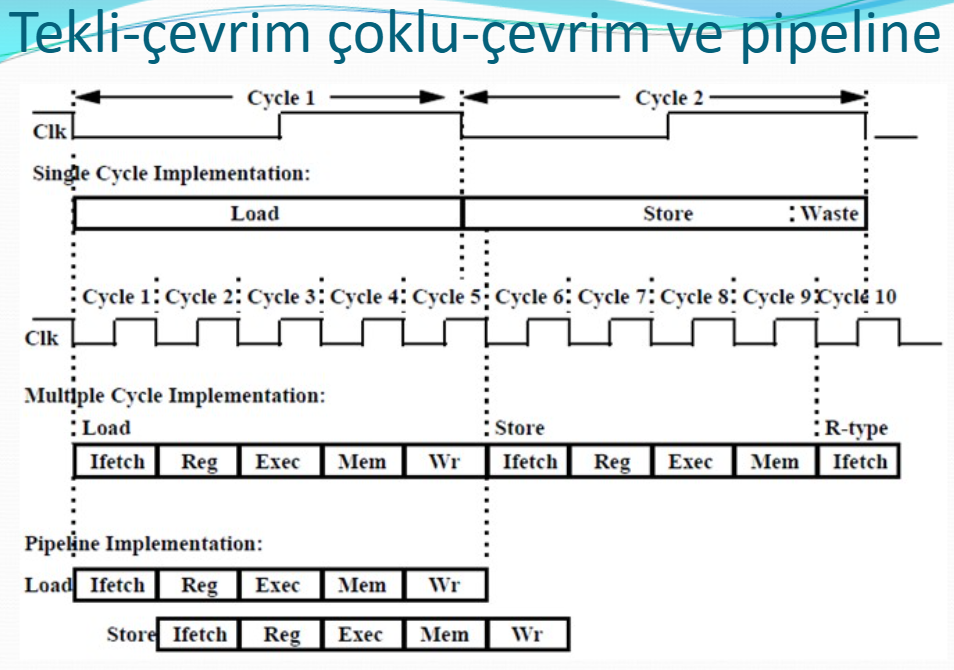 Tekli-çevrim çoklu-çevrim ve pipeline
Cycle 1 Cycle 2
Clk
Single Cycle Implementation:
Load Store Waste
Cycle 1 Cycle 2 Cycle 3 Cycle 4 Cycle 5 Cycle 6 Cycle 7 Cycle 8 Cycle 9 Cycle 10
Clk
Multiple Cycle Implementation:
Load Store R-type
Ifetch Reg Exec Mem Wr Ifetch Reg Exec Mem Ifetch
Pipeline Implementation:
Load Ifetch Reg Exec Mem Wr
Store Ifetch Reg Exec Mem Wr